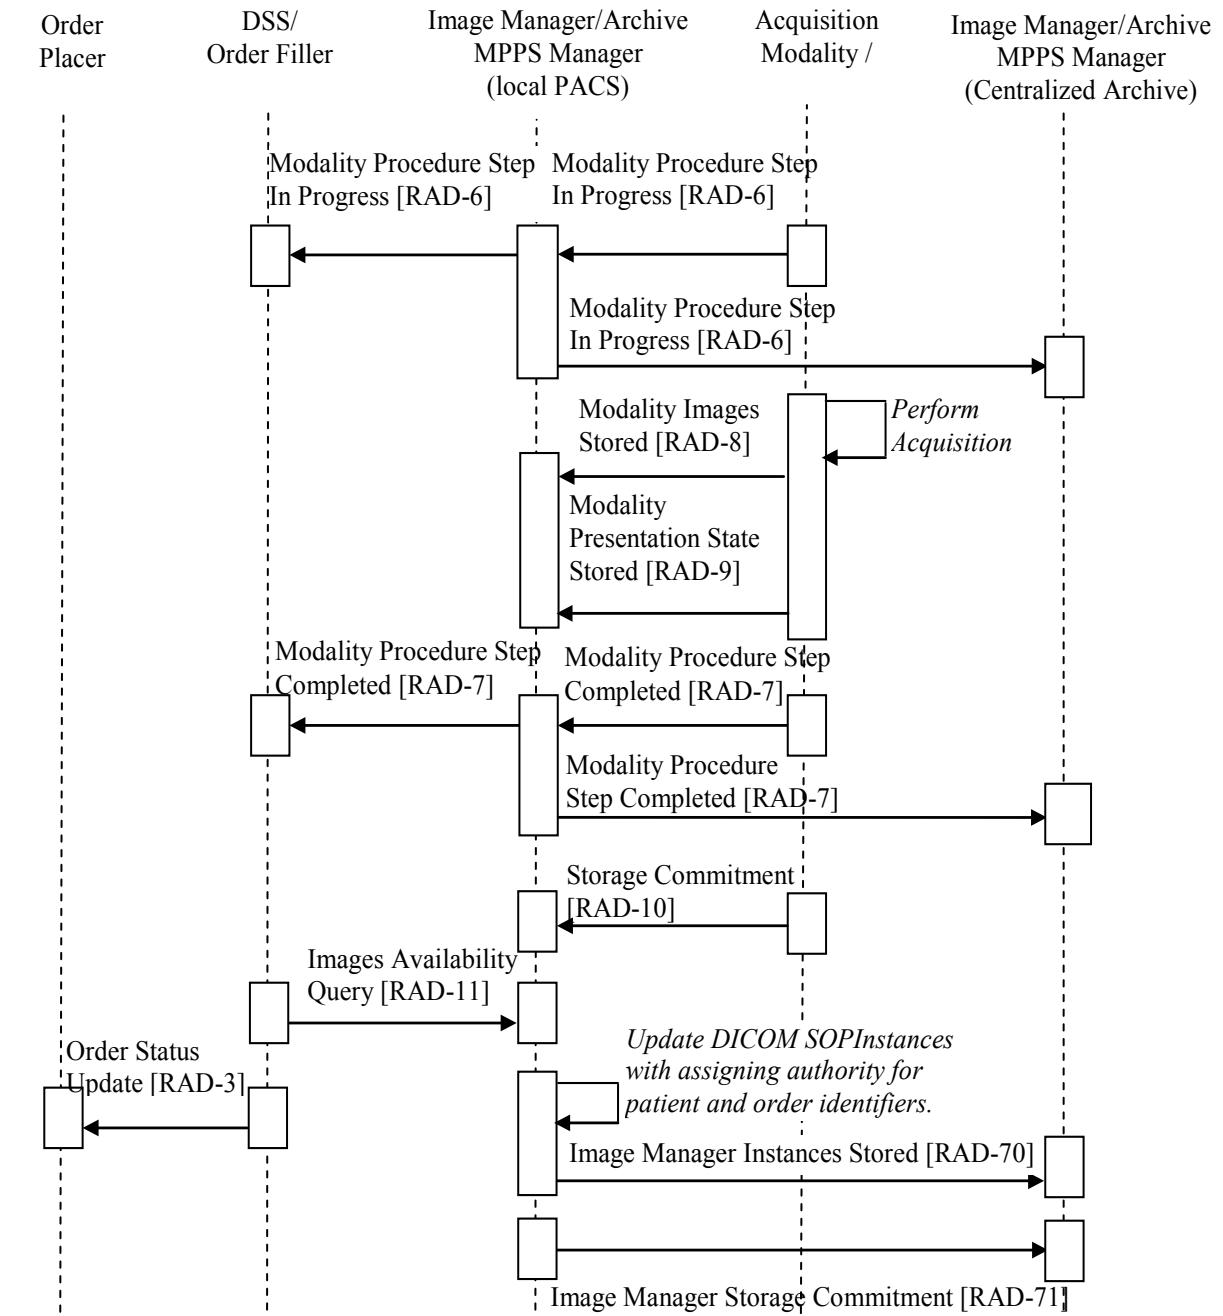 Order
Placer
DSS/
Order Filler
Image Manager/Archive
MPPS Manager
(local PACS)
Acquisition
Modality /
Image Manager/Archive
MPPS Manager
(Centralized Archive)
Modality Procedure Step
In Progress [RAD-6]
Modality Procedure Step
In Progress [RAD-6]
Modality Procedure Step
In Progress [RAD-6]
Perform
Acquisition
Modality Images
Stored [RAD-8]
Modality
Presentation State
Stored [RAD-9]
Modality Procedure Step
Completed [RAD-7]
Modality Procedure Step
Completed [RAD-7]
Modality Procedure
Step Completed [RAD-7]
Storage Commitment
[RAD-10]
Images Availability
Query [RAD-11]
Order Status
Update [RAD-3]
Update DICOM SOPInstances
with assigning authority for
patient and order identifiers.
Image Manager Instances Stored [RAD-70]
Image Manager Storage Commitment [RAD-71]